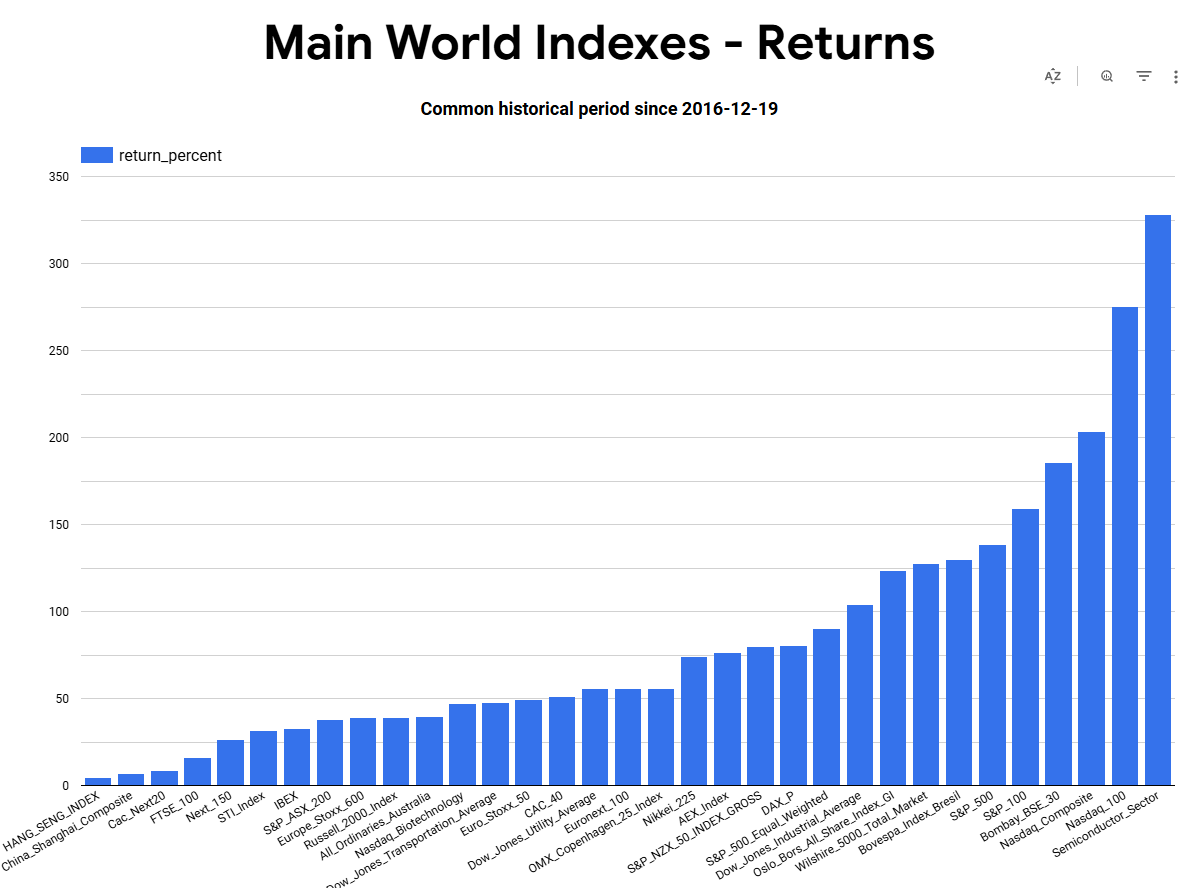 Main World Indexes - Returns
AZ
Common historical period since 2016-12-19
return_percent
350
300
250
200
150
100
50
0
HANG_SENG_INDEX
China_Shanghai_Composite
Cac_Next20
FTSE_100
Next_150
STI_Index
IBEX
S&P_ASX_200
Europe_Stoxx_600
Russell_2000_Index
All_Ordinaries_Australia
Nasdaq_Biotechnology
Dow_Jones_Transportation_Average
Euro_Stoxx_50
CAC_40
Dow_Jones_Utility_Average
Euronext_100
OMX_Copenhagen_25_Index
Nikkei_225
AEX_Index
S&P_NZX_50_INDEX_GROSS
DAX_P
S&P_500_Equal_Weighted
Dow_Jones_Industrial_Average
Oslo_Bors_All_Share_Index_GI
Wilshire_5000_Total_Market
Bovespa_Index_Bresil
S&P_500
S&P_100
Bombay_BSE_30
Nasdaq_Composite
Nasdaq_100
Semiconductor_Sector